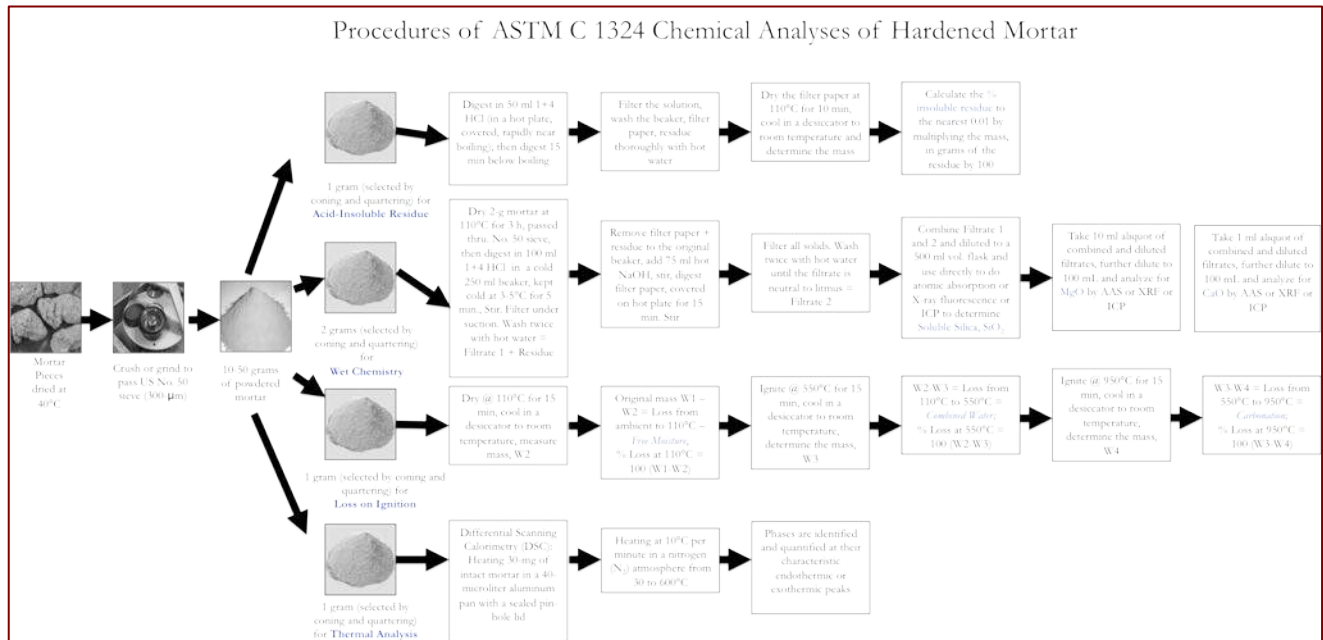 Procedures of ASTM C 1324 Chemical Analyses of Hardened Mortar
Mortar
Pieces
dried at
40°C
Crush or grind to
pass US No. 50
sieve (300 μm)
10-50 grams
of powdered
mortar
1 gram (selected by
coning and quartering) for
Acid-Insoluble Residue
Digest in 50 ml 1+4
HCl (in a hot plate,
covered, rapidly near
boiling), then digest 15
min below boiling
Filter the solution,
wash the beaker, filter
paper, residue
thoroughly with hot
water
Dry the filter paper at
110°C for 10 min,
cool in a desiccator to
room temperature and
determine the mass
Calculate the %
insoluble residue to
the nearest 0.01 by
multiplying the mass,
in grams of the
residue by 100
2 grams (selected by
coning and quartering)
for
Wet Chemistry
Dry 2-g mortar at
110°C for 3 h, passed
thru. No. 50 sieve,
then digest in 100 ml
1+4 HCl in a cold
250 ml beaker, kept
cold at 3-5°C for 5
min., Stir. Filter under
suction. Wash twice
with hot water =
Filtrate 1 + Residue
Remove filter paper +
residue to the original
beaker, add 75 ml hot
NaOH, stir, digest
filter paper, covered
on hot plate for 15
min. Stir
Filter all solids. Wash
twice with hot water
until the filtrate is
neutral to litmus =
Filtrate 2
Combine Filtrate 1
and 2 and diluted to a
500 ml vol. flask and
use directly to do
atomic absorption or
X-ray fluorescence or
ICP to determine
Soluble Silica, SiO₂
Take 10 ml aliquot of
combined and diluted
filtrates, further dilute to
100 mL and analyze for
MgO by AAS or XRF or
ICP
Take 1 ml aliquot of
combined and diluted
filtrates, further dilute to
100 mL and analyze for
CaO by AAS or XRF or
ICP
1 gram (selected by coning and
quartering) for
Loss on Ignition
Dry @ 110°C for 15
min, cool in a
desiccator to room
temperature, measure
mass, W2
Original mass W1 –
W2 = Loss from
ambient to 110°C –
Free Moisture;
% Loss at 110°C =
100 (W1-W2)
Ignite @ 550°C for 15
min, cool in a
desiccator to room
temperature,
determine the mass,
W3
W2-W3 = Loss from
110°C to 550°C =
Combined Water;
% Loss at 550°C =
100 (W2-W3)
Ignite @ 950°C for 15
min, cool in a
desiccator to room
temperature,
determine the mass,
W4
W3-W4 = Loss from
550°C to 950°C =
Carbonation;
% Loss at 950°C =
100 (W3-W4)
1 gram (selected by
coning and quartering)
for Thermal Analysis
Differential Scanning
Calorimetry (DSC):
Heating 30-mg of
intact mortar in a 40-
microliter aluminum
pan with a sealed pin-
hole lid
Heating at 10°C per
minute in a nitrogen
(N₂) atmosphere from
30 to 600°C
Phases are identified
and quantified at their
characteristic
endothermic or
exothermic peaks